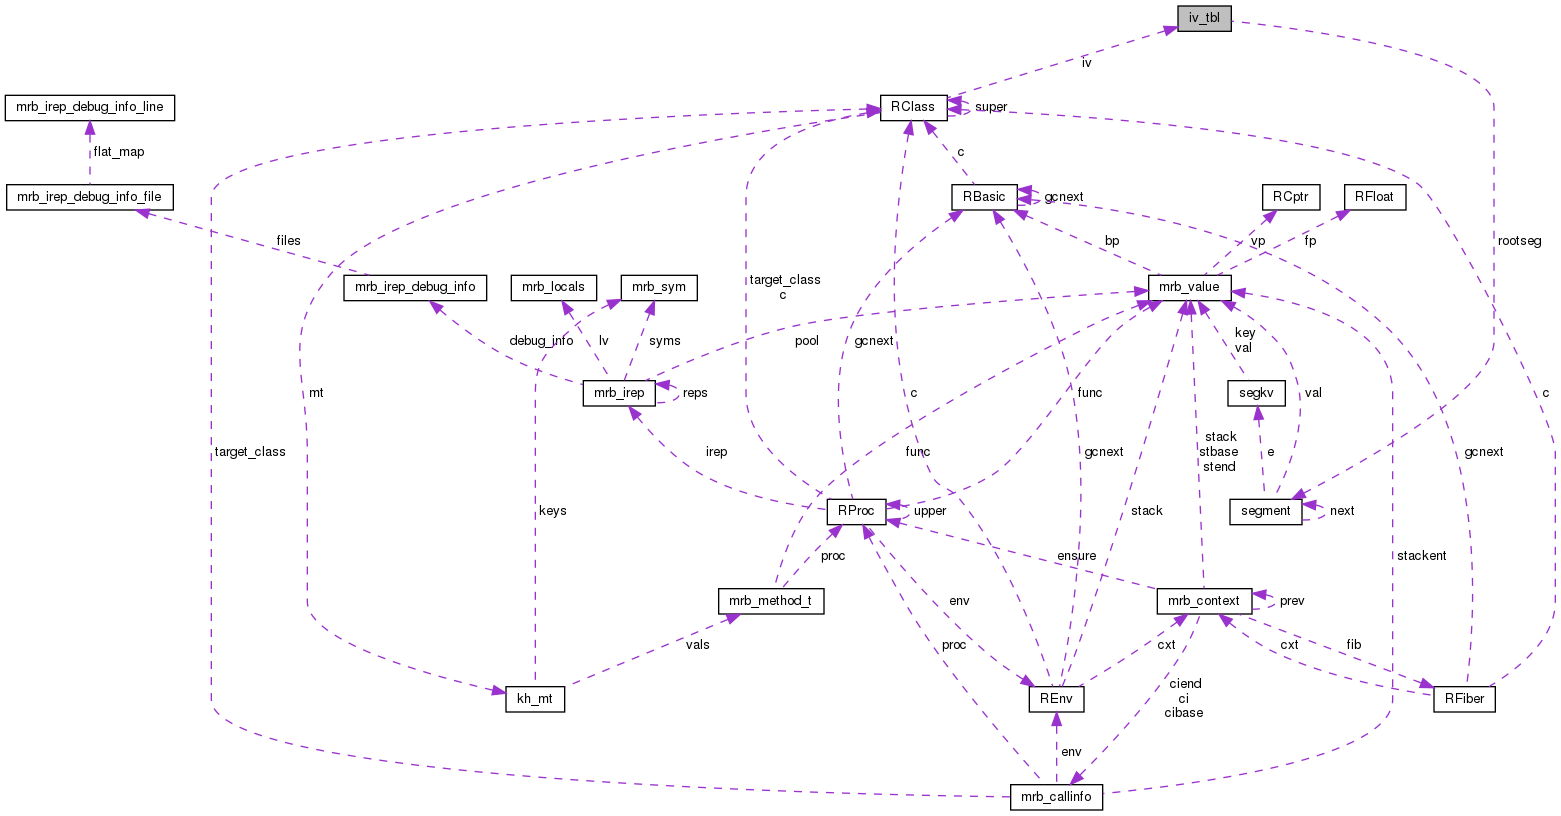 iv_tbl
iv
mrb_irep_debug_info_line
RClass
super
flat_map
c
mrb_irep_debug_info_file
RBasic
gcnext
RCptr
RFloat
files
bp
vp
fp
rootseg
mrb_irep_debug_info
mrb_locals
mrb_sym
target_class
c
mrb_value
debug_info
lv
syms
pool
gcnext
key
val
mt
mrb_irep
reps
c
func
segkv
val
c
target_class
irep
func
gcnext
stack
stbase
stend
e
gcnext
keys
RProc
upper
stack
segment
next
proc
ensure
stackent
mrb_method_t
env
mrb_context
prev
vals
proc
cxt
fib
cxt
kh_mt
REnv
ciend
ci
cibase
RFiber
env
mrb_callinfo